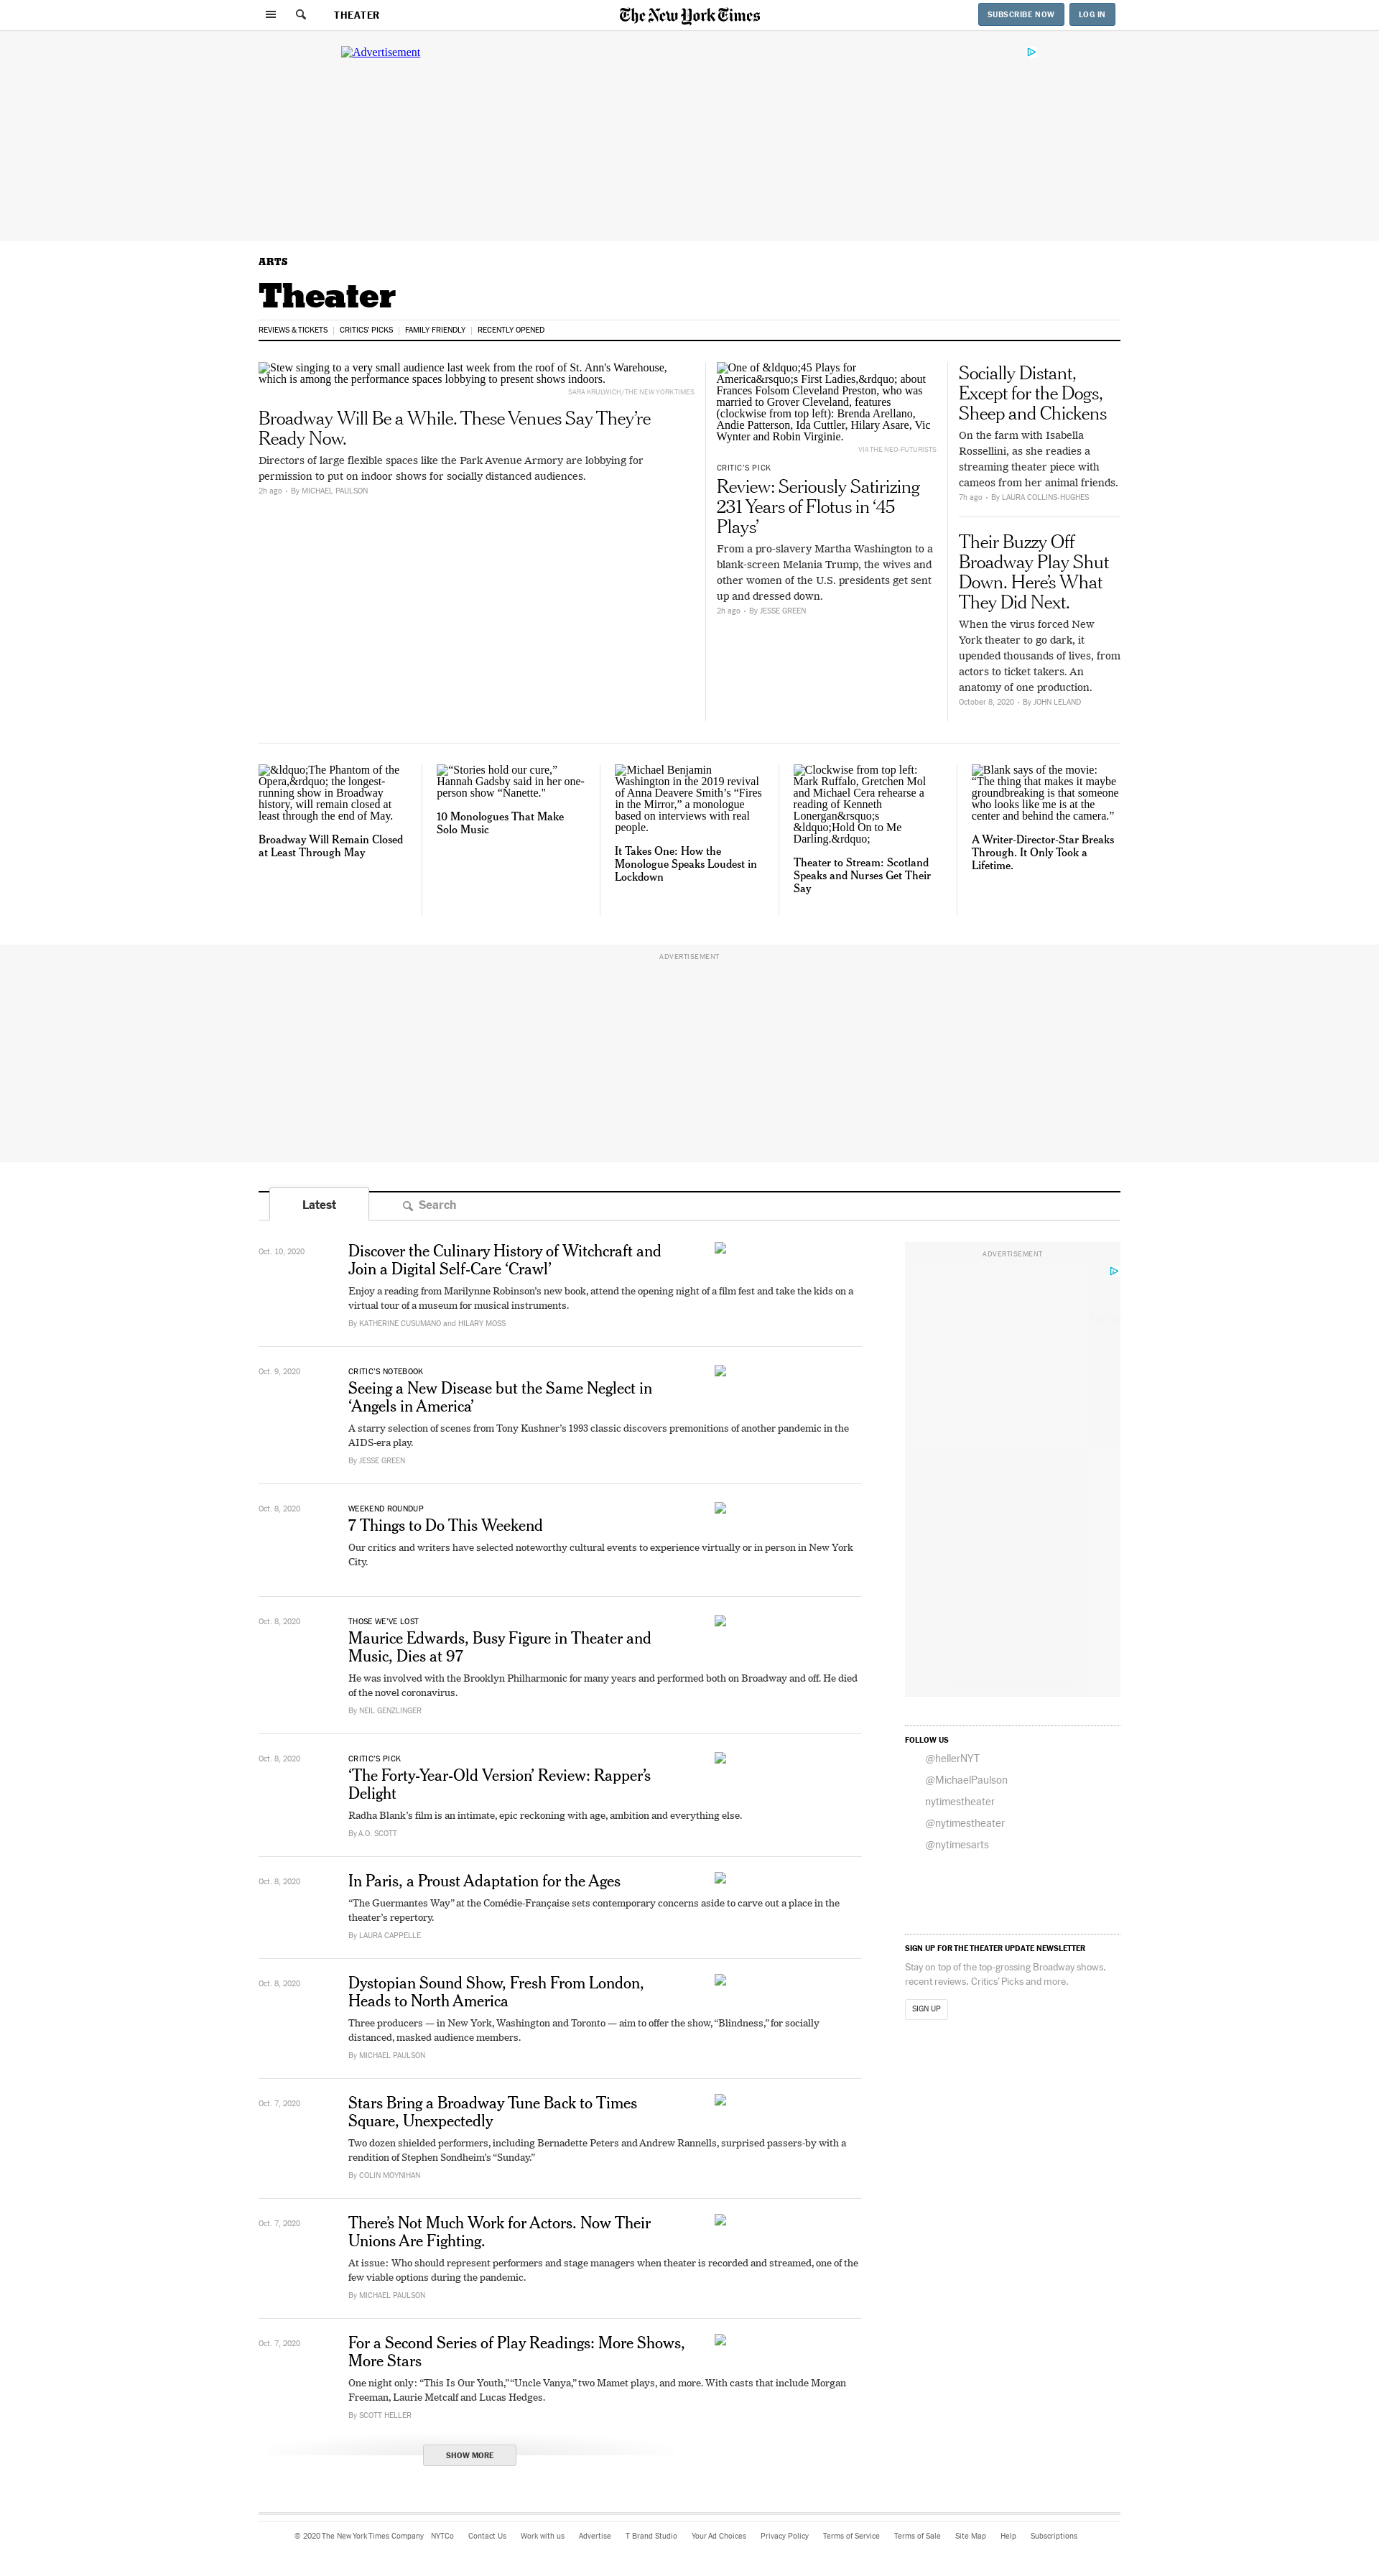 THEATER
The New York Times
SUBSCRIBE NOW
LOG IN
Advertisement
ARTS
Theater
REVIEWS & TICKETS
CRITICS' PICKS
FAMILY FRIENDLY
RECENTLY OPENED
Stew singing to a very small audience last week from the roof of St. Ann's Warehouse,
which is among the performance spaces lobbying to present shows indoors.
SARA KRULWICH/THE NEW YORK TIMES
Broadway Will Be a While. These Venues Say They’re
Ready Now.
Directors of large flexible spaces like the Park Avenue Armory are lobbying for
permission to put on indoor shows for socially distanced audiences.
2h ago • By MICHAEL PAULSON
One of &ldquo;45 Plays for
America&rsquo;s First Ladies,&rdquo; about
Frances Folsom Cleveland Preston, who was
married to Grover Cleveland, features
(clockwise from top left): Brenda Arellano,
Andie Patterson, Ida Cuttler, Hilary Asare, Vic
Wynter and Robin Virginie.
VIA THE NEO-FUTURISTS
CRITIC’S PICK
Review: Seriously Satirizing
231 Years of Flotus in ‘45
Plays’
From a pro-slavery Martha Washington to a
blank-screen Melania Trump, the wives and
other women of the U.S. presidents get sent
up and dressed down.
2h ago • By JESSE GREEN
Socially Distant,
Except for the Dogs,
Sheep and Chickens
On the farm with Isabella
Rossellini, as she readies a
streaming theater piece with
cameos from her animal friends.
7h ago • By LAURA COLLINS-HUGHES
Their Buzzy Off
Broadway Play Shut
Down. Here’s What
They Did Next.
When the virus forced New
York theater to go dark, it
upended thousands of lives, from
actors to ticket takers. An
anatomy of one production.
October 8, 2020 • By JOHN LELAND
&ldquo;The Phantom of the
Opera,&rdquo; the longest-
running show in Broadway
history, will remain closed at
least through the end of May.
Broadway Will Remain Closed
at Least Through May
“Stories hold our cure,”
Hannah Gadsby said in her one-
person show “Nanette."
10 Monologues That Make
Solo Music
Michael Benjamin
Washington in the 2019 revival
of Anna Deavere Smith’s “Fires
in the Mirror,” a monologue
based on interviews with real
people.
It Takes One: How the
Monologue Speaks Loudest in
Lockdown
Clockwise from top left:
Mark Ruffalo, Gretchen Mol
and Michael Cera rehearse a
reading of Kenneth
Lonergan&rsquo;s
&ldquo;Hold On to Me
Darling.&rdquo;
Theater to Stream: Scotland
Speaks and Nurses Get Their
Say
Blank says of the movie:
“The thing that makes it maybe
groundbreaking is that someone
who looks like me is at the
center and behind the camera.”
A Writer-Director-Star Breaks
Through. It Only Took a
Lifetime.
ADVERTISEMENT
Latest
Search
Oct. 10, 2020
Discover the Culinary History of Witchcraft and
Join a Digital Self-Care ‘Crawl’
Enjoy a reading from Marilynne Robinson’s new book, attend the opening night of a film fest and take the kids on a
virtual tour of a museum for musical instruments.
By KATHERINE CUSUMANO and HILARY MOSS
Oct. 9, 2020
CRITIC’S NOTEBOOK
Seeing a New Disease but the Same Neglect in
‘Angels in America’
A starry selection of scenes from Tony Kushner’s 1993 classic discovers premonitions of another pandemic in the
AIDS-era play.
By JESSE GREEN
Oct. 8, 2020
WEEKEND ROUNDUP
7 Things to Do This Weekend
Our critics and writers have selected noteworthy cultural events to experience virtually or in person in New York
City.
Oct. 8, 2020
THOSE WE’VE LOST
Maurice Edwards, Busy Figure in Theater and
Music, Dies at 97
He was involved with the Brooklyn Philharmonic for many years and performed both on Broadway and off. He died
of the novel coronavirus.
By NEIL GENZLINGER
Oct. 8, 2020
CRITIC’S PICK
‘The Forty-Year-Old Version’ Review: Rapper’s
Delight
Radha Blank’s film is an intimate, epic reckoning with age, ambition and everything else.
By A.O. SCOTT
Oct. 8, 2020
In Paris, a Proust Adaptation for the Ages
“The Guermantes Way” at the Comédie-Française sets contemporary concerns aside to carve out a place in the
theater’s repertory.
By LAURA CAPPELLE
Oct. 8, 2020
Dystopian Sound Show, Fresh From London,
Heads to North America
Three producers — in New York, Washington and Toronto — aim to offer the show, “Blindness,” for socially
distanced, masked audience members.
By MICHAEL PAULSON
Oct. 7, 2020
Stars Bring a Broadway Tune Back to Times
Square, Unexpectedly
Two dozen shielded performers, including Bernadette Peters and Andrew Rannells, surprised passers-by with a
rendition of Stephen Sondheim’s “Sunday.”
By COLIN MOYNIHAN
Oct. 7, 2020
There’s Not Much Work for Actors. Now Their
Unions Are Fighting.
At issue: Who should represent performers and stage managers when theater is recorded and streamed, one of the
few viable options during the pandemic.
By MICHAEL PAULSON
Oct. 7, 2020
For a Second Series of Play Readings: More Shows,
More Stars
One night only: “This Is Our Youth,” “Uncle Vanya,” two Mamet plays, and more. With casts that include Morgan
Freeman, Laurie Metcalf and Lucas Hedges.
By SCOTT HELLER
SHOW MORE
ADVERTISEMENT
FOLLOW US
@hellerNYT
@MichaelPaulson
nytimestheater
@nytimestheater
@nytimesarts
SIGN UP FOR THE THEATER UPDATE NEWSLETTER
Stay on top of the top-grossing Broadway shows,
recent reviews, Critics’ Picks and more.
SIGN UP
© 2020 The New York Times Company
NYTCo
Contact Us
Work with us
Advertise
T Brand Studio
Your Ad Choices
Privacy Policy
Terms of Service
Terms of Sale
Site Map
Help
Subscriptions